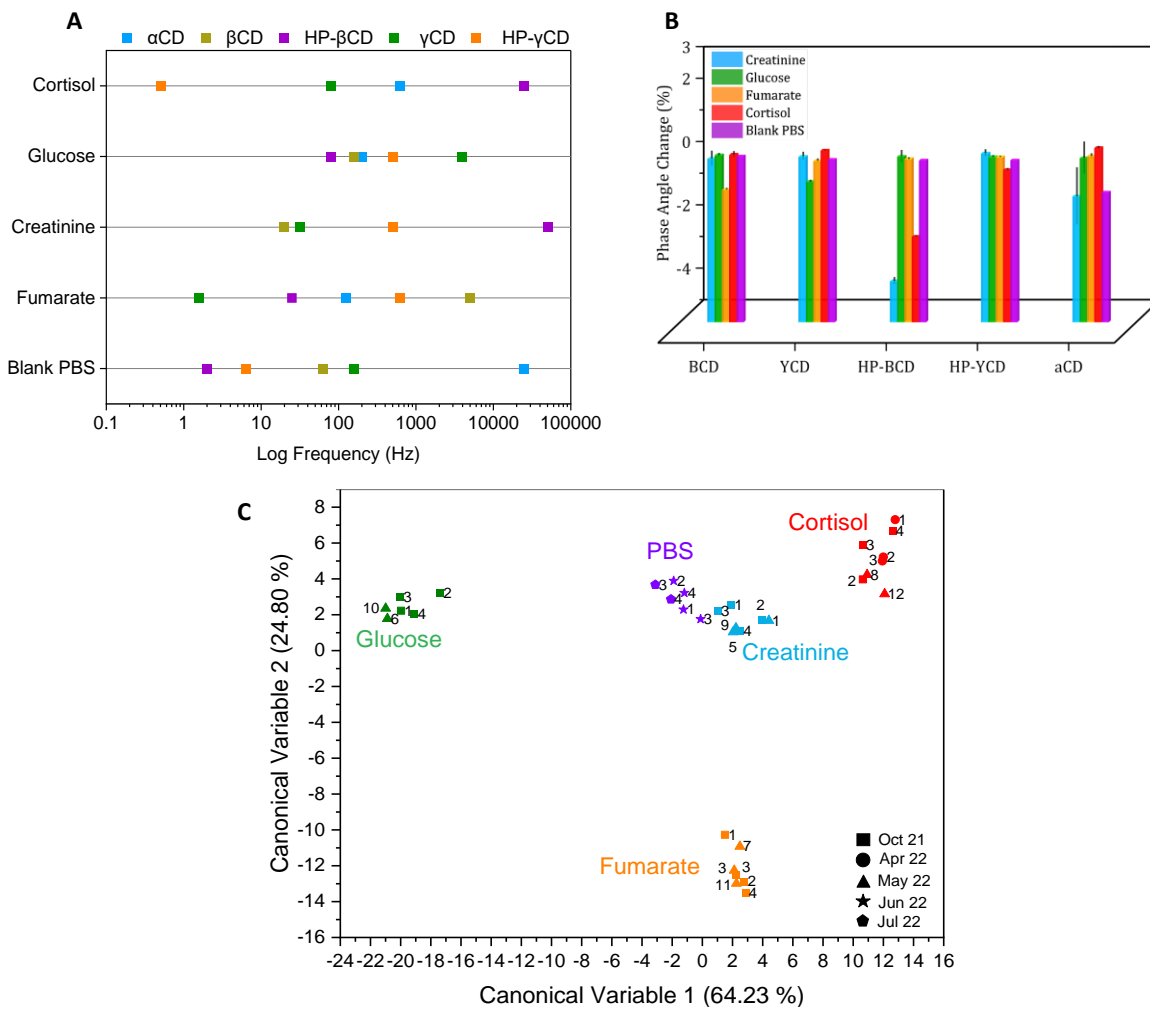 A
αCD βCD HP-βCD γCD HP-γCD
Cortisol
Glucose
Creatinine
Fumarate
Blank PBS
0.1 1 10 100 1000 10000 100000
Log Frequency (Hz)
B
3
2
0
-2
-4
Phase Angle Change (%)
Creatinine
Glucose
Fumarate
Cortisol
Blank PBS
BCD YCD HP-BCD HP-YCD aCD
C
8
6
4
2
0
-2
-4
-6
-8
-10
-12
-14
-16
Canonical Variable 2 (24.80 %)
Cortisol
1
4
3
3 2
2 8
12
PBS
3 2
4 4
1
3
Glucose
10 3 2
1 4
6
Creatinine
3 1 2
1
9 4
5
Fumarate
1
7
3 3
11 2
4
Oct 21
Apr 22
May 22
Jun 22
Jul 22
-24 -22 -20 -18 -16 -14 -12 -10 -8 -6 -4 -2 0 2 4 6 8 10 12 14 16
Canonical Variable 1 (64.23 %)